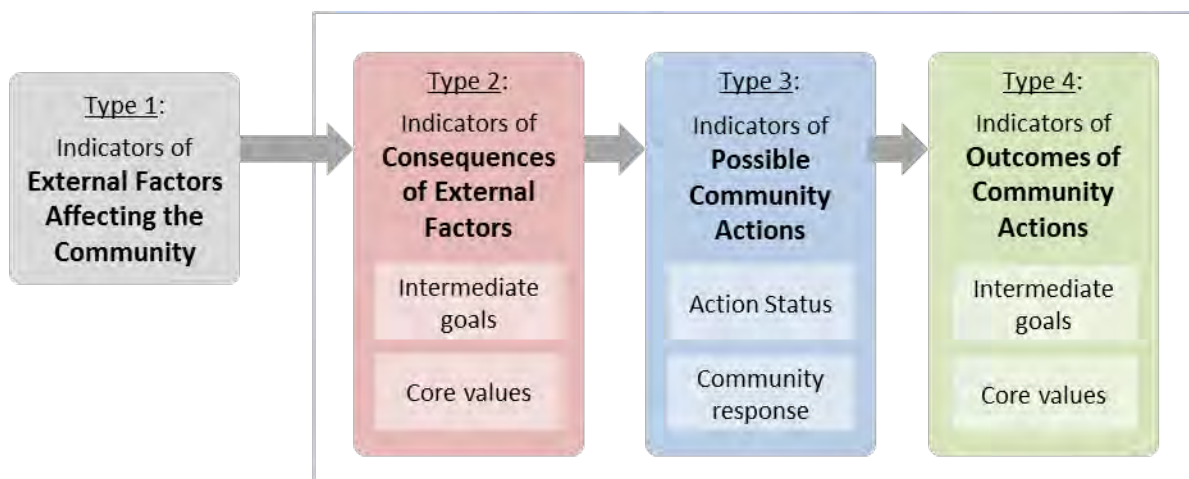 Type 1:
Indicators of
External Factors
Affecting the
Community
Type 2:
Indicators of
Consequences
of External
Factors
Intermediate
goals
Core values
Type 3:
Indicators of
Possible
Community
Actions
Action Status
Community
response
Type 4:
Indicators of
Outcomes of
Community
Actions
Intermediate
goals
Core values